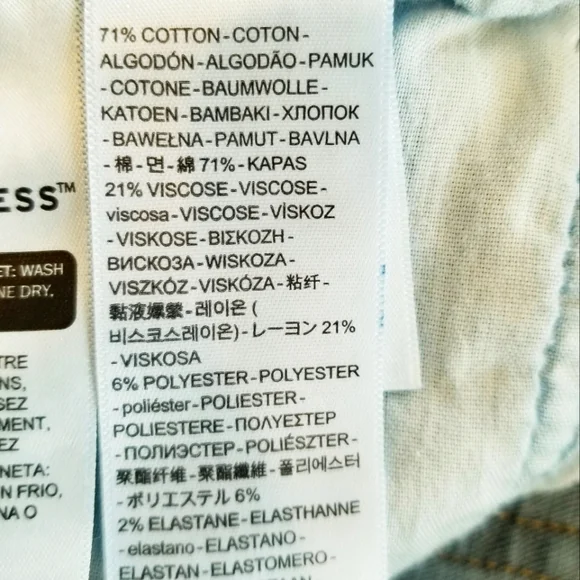 71% COTTON - COTON -
ALGODÓN - ALGODÃO - PAMUK
- COTONE - BAUMWOLLE -
KATOEN - BAMBAKI - ХЛОПОК
- BAWEŁNA - PAMUT - BAVLNA
- 棉 - 면 - 綿 71% - KAPAS
21% VISCOSE - VISCOSE -
viscosa - VISCOSE - VİSKOZ
- VISKOSE - ΒΙΣΚΟΖΗ -
ВИСКОЗА - WISKOZA -
VISZKÓZ - VISKÓZA - 粘纤 -
레이온 (
비스코스레이온) - レーヨン 21%
- VISKOSA
6% POLYESTER - POLYESTER
- poliéster - POLIESTER -
POLIESTERE - ΠΟΛΥΕΣΤΕΡ
- ПОЛИЭСТЕР - POLIÉSZTER -
聚酯纤维 - 聚酯纖維 - 폴리에스터
- ポリエステル 6%
2% ELASTANE - ELASTHANNE
- elastano - ELASTANO -
ELASTAN - ELASTOMERO -
ESS™
ET: WASH
NE DRY,
TRE
NS,
SEZ
MENT,
EZ
NETA:
N FRIO,
NA O